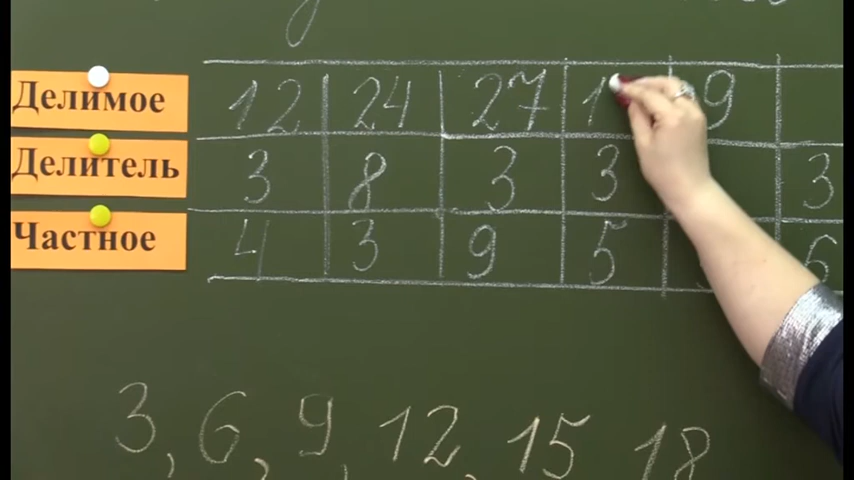 Делимое 12 24 27 1 9
Делитель 3 8 3 3 3
Частное 4 3 9 5 6
3, 6, 9, 12, 15 18